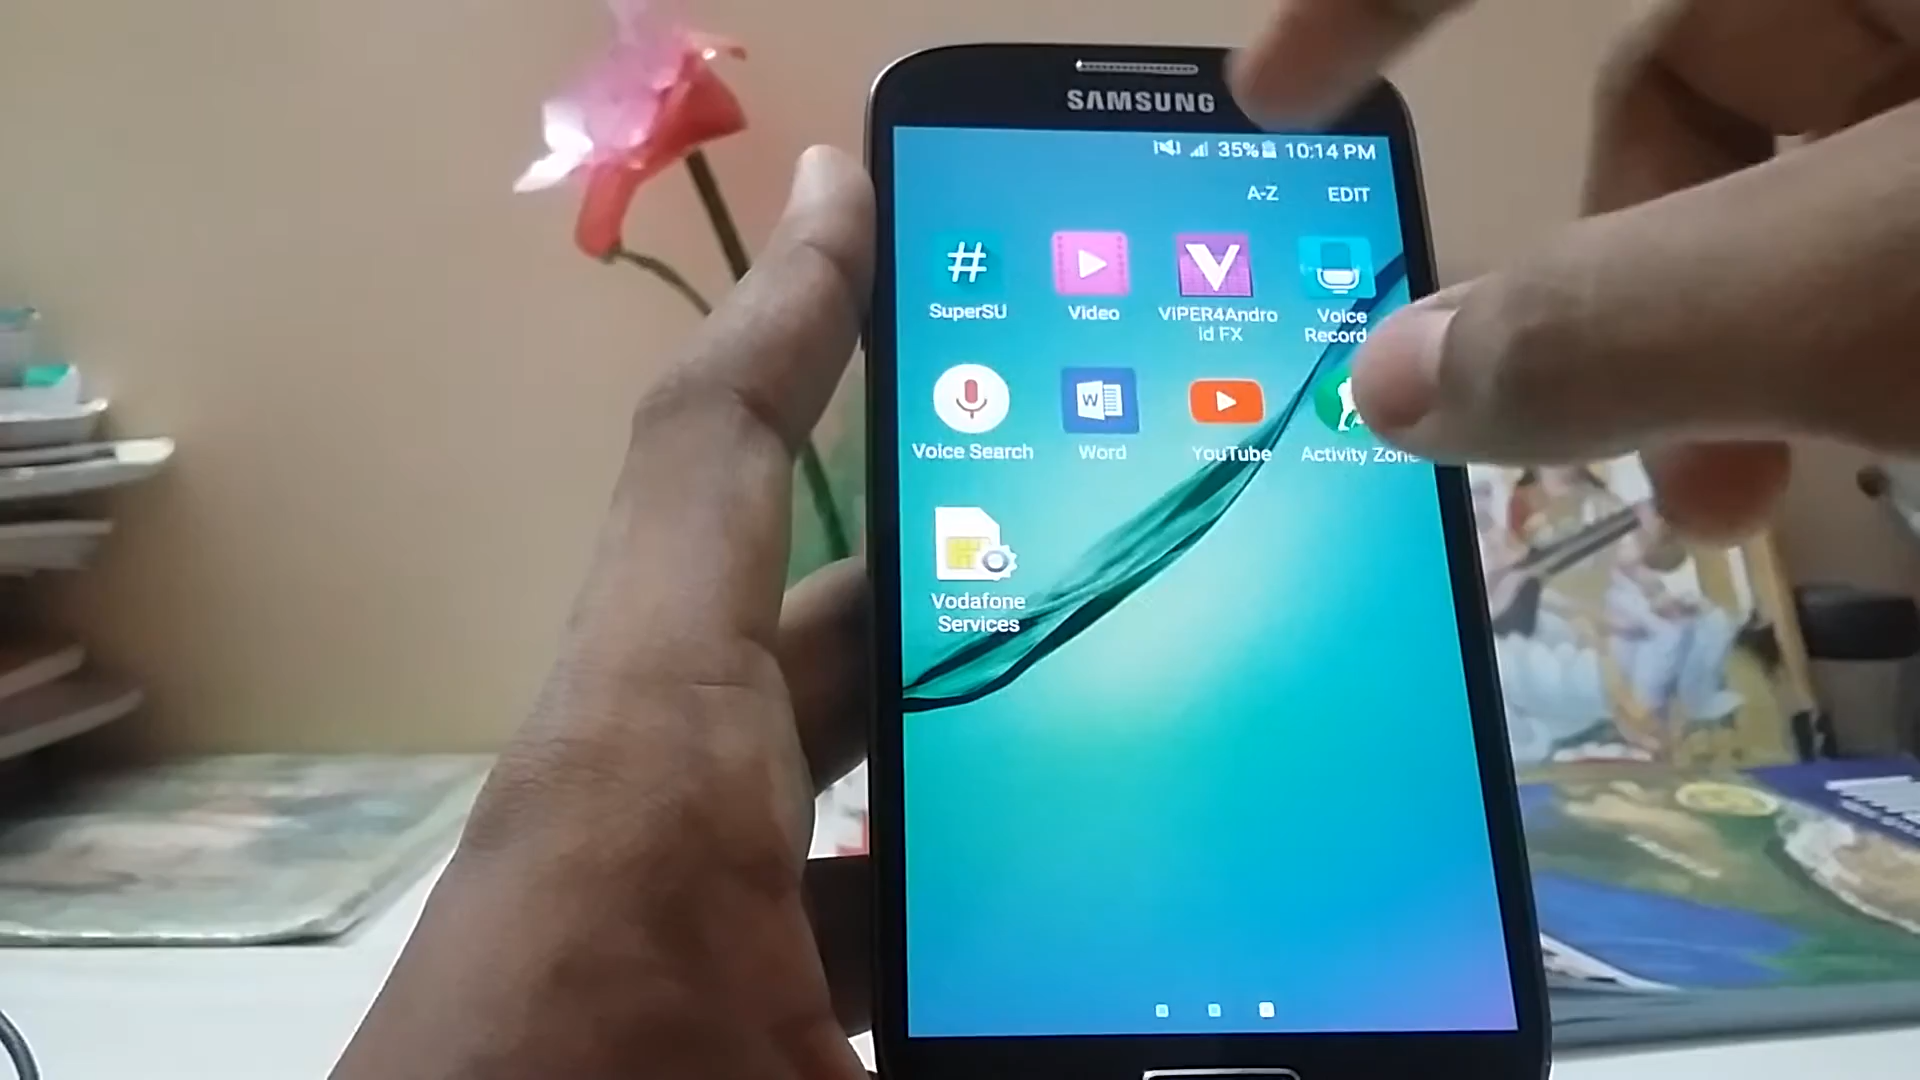 SAMSUNG
35% 10:14 PM
A-Z EDIT
SuperSU
Video
VIPER4Andro
id FX
Voice
Record
Voice Search
Word
YouTube
Activity Zone
Vodafone
Services